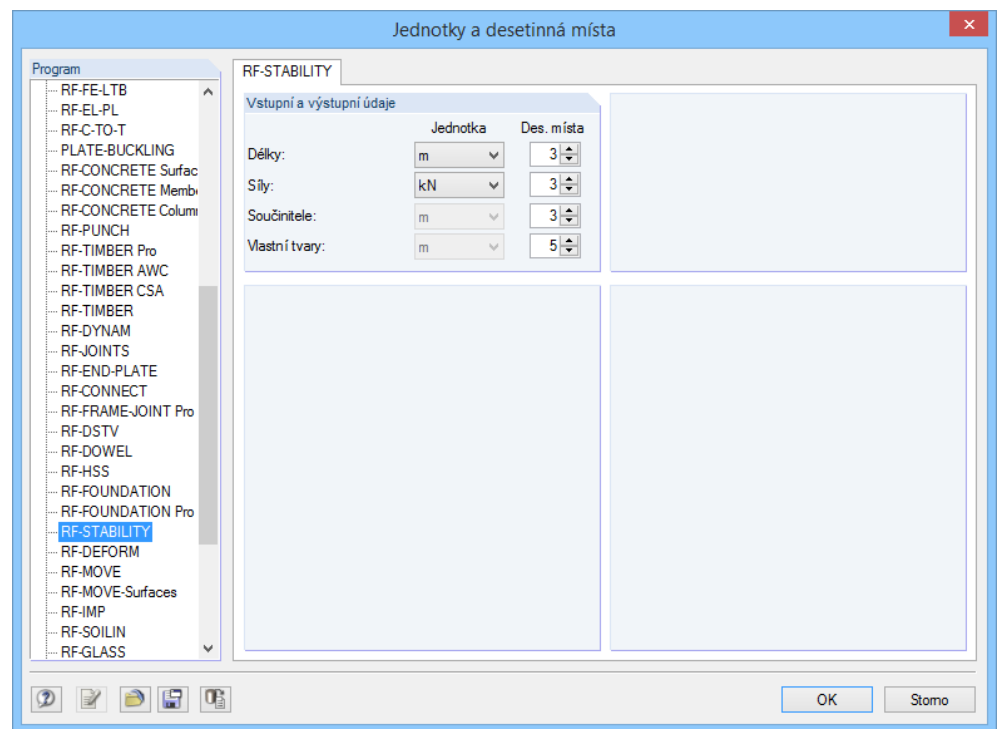 Jednotky a desetinná místa
Program
RF-FE-LTB
RF-EL-PL
RF-C-TO-T
PLATE-BUCKLING
RF-CONCRETE Surfac
RF-CONCRETE Membe
RF-CONCRETE Colum
RF-PUNCH
RF-TIMBER Pro
RF-TIMBER AWC
RF-TIMBER CSA
RF-TIMBER
RF-DYNAM
RF-JOINTS
RF-END-PLATE
RF-CONNECT
RF-FRAME-JOINT Pro
RF-DSTV
RF-DOWEL
RF-HSS
RF-FOUNDATION
RF-FOUNDATION Pro
RF-STABILITY
RF-DEFORM
RF-MOVE
RF-MOVE-Surfaces
RF-IMP
RF-SOILIN
RF-GLASS
RF-STABILITY
Vstupní a výstupní údaje
Jednotka Des. místa
Délky: m 3
Síly: kN 3
Součinitele: m 3
Vlastní tvary: m 5
OK Storno